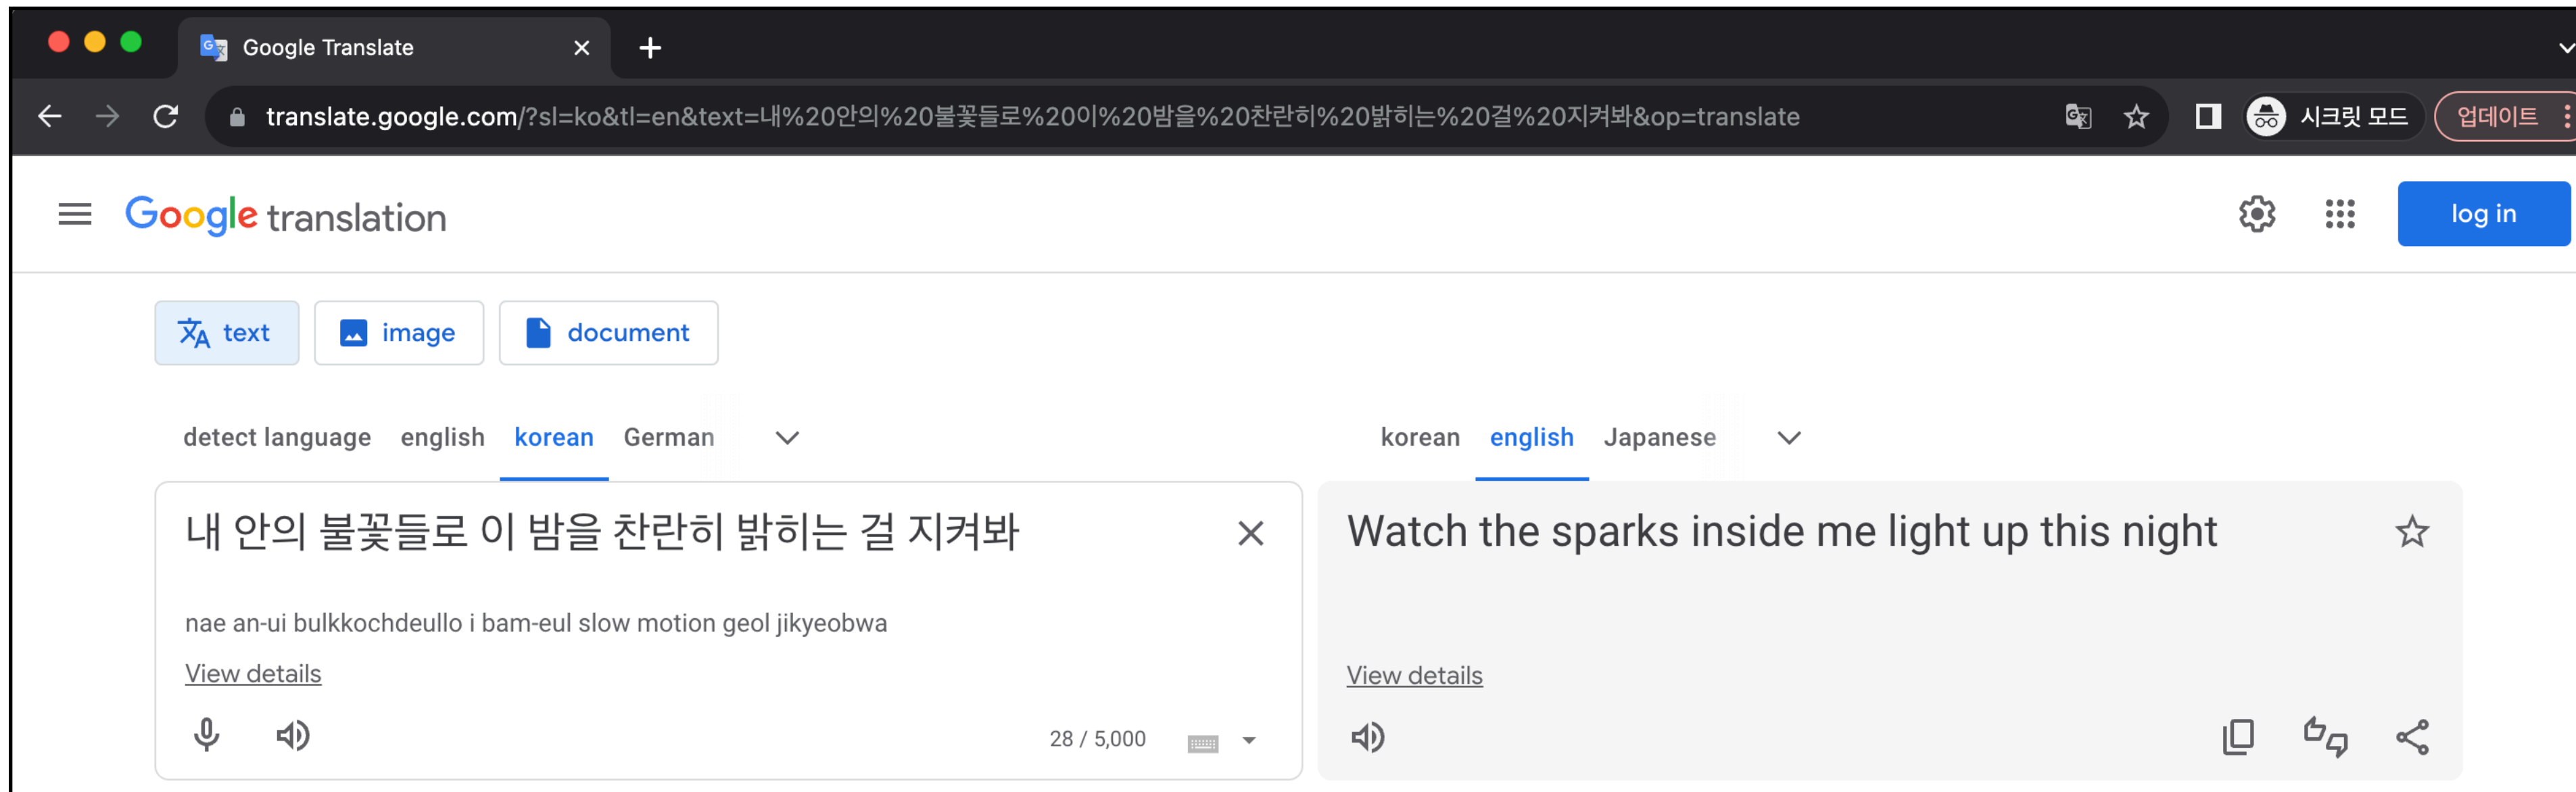 Google Translate
translate.google.com/?sl=ko&tl=en&text=내%20안의%20불꽃들로%20이%20밤을%20찬란히%20밝히는%20걸%20지켜봐&op=translate
시크릿 모드
업데이트
Google translation
log in
text
image
document
detect language english korean German
korean english Japanese
내 안의 불꽃들로 이 밤을 찬란히 밝히는 걸 지켜봐
nae an-ui bulkkochdeullo i bam-eul slow motion geol jikyeobwa
View details
28 / 5,000
Watch the sparks inside me light up this night
View details